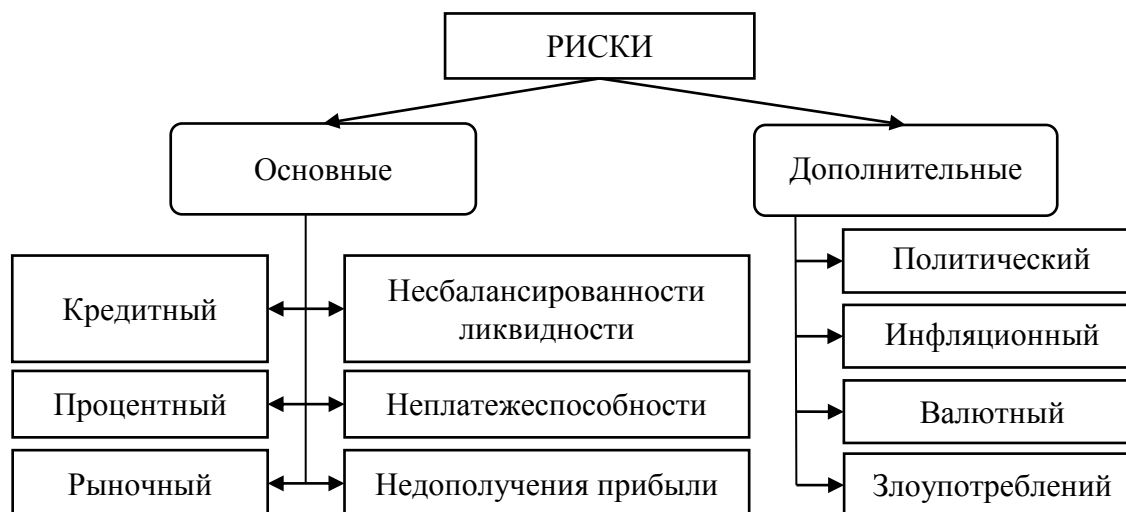 РИСКИ
Основные
Дополнительные
Кредитный
Несбалансированности
ликвидности
Процентный
Неплатежеспособности
Рыночный
Недополучения прибыли
Политический
Инфляционный
Валютный
Злоупотреблений